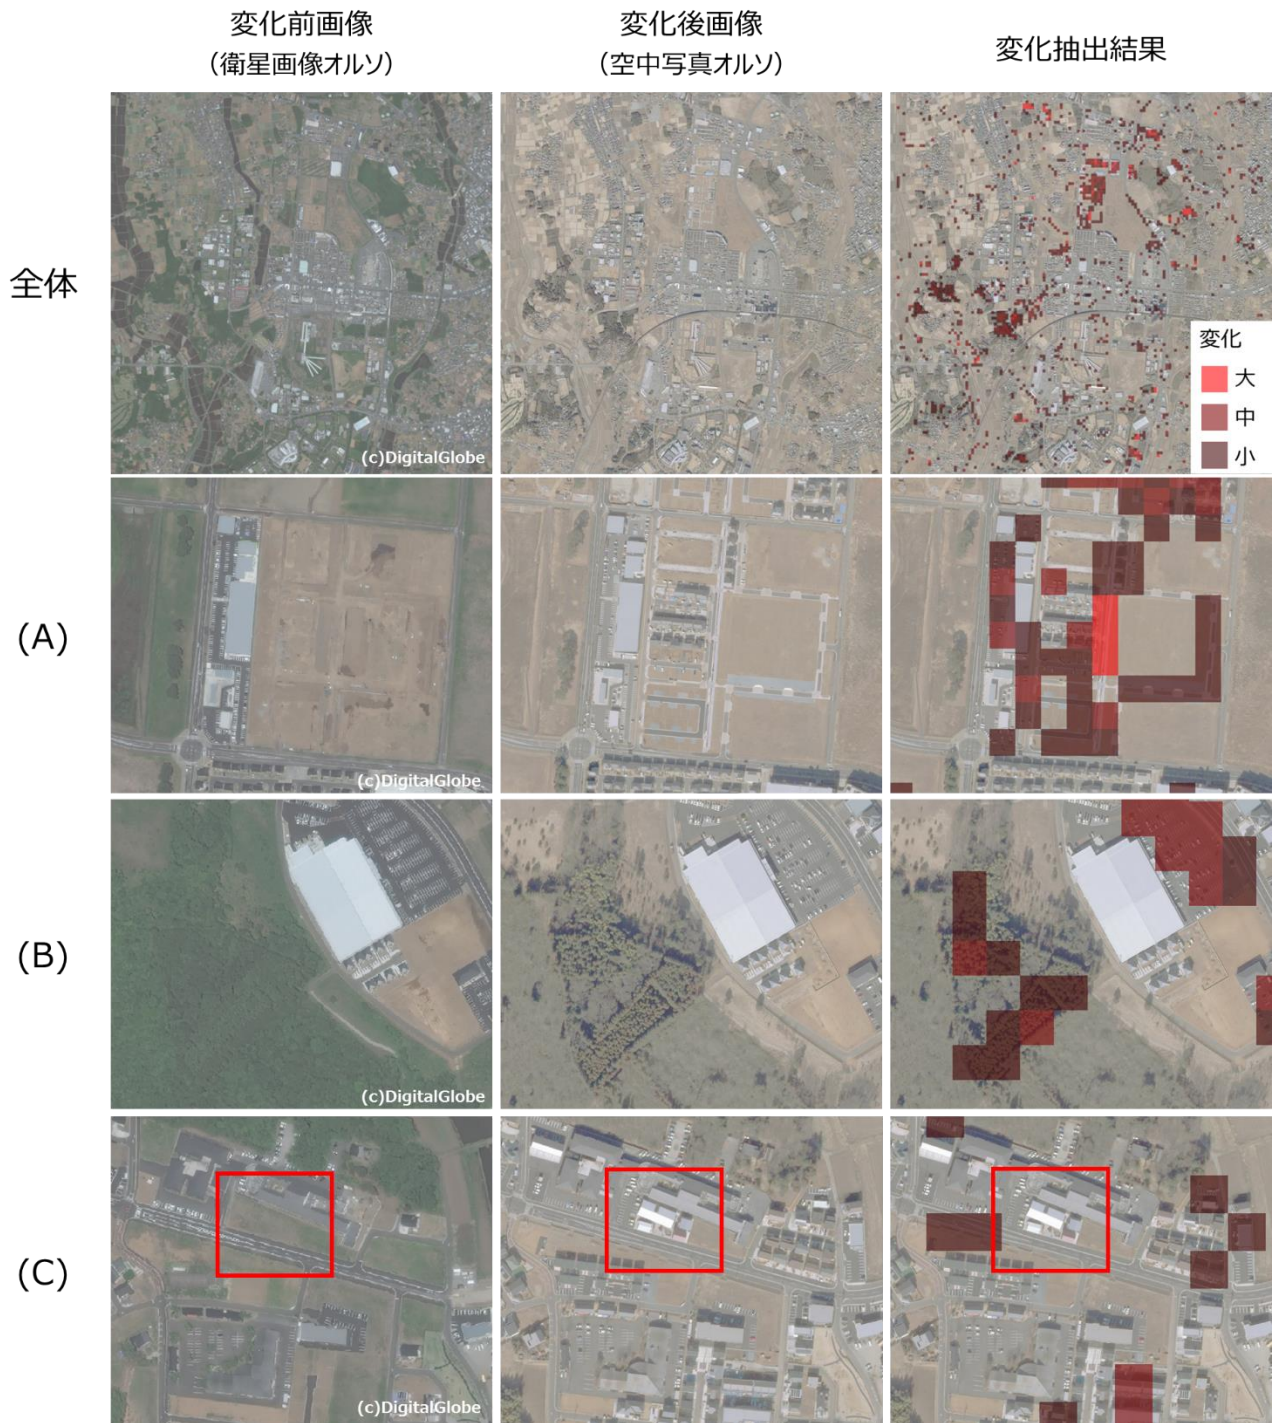 変化前画像
（衛星画像オルソ）
変化後画像
（空中写真オルソ）
変化抽出結果
全体
(c)DigitalGlobe
変化
大
中
小
(A)
(c)DigitalGlobe
(B)
(c)DigitalGlobe
(C)
(c)DigitalGlobe